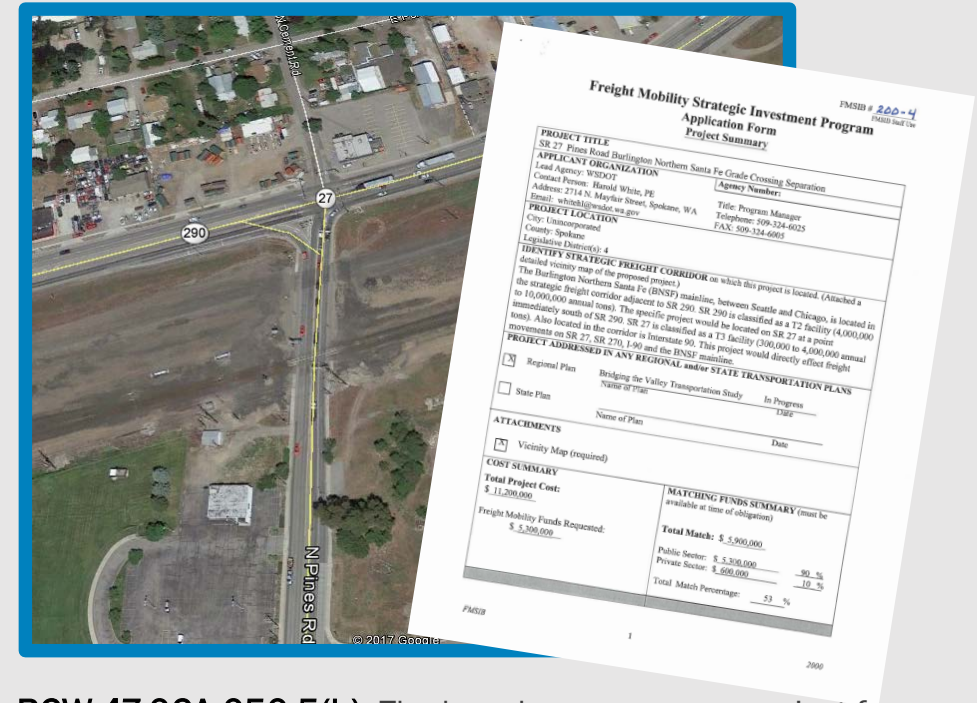 N Cement Rd
27
290
N Pines Rd
© 2017 Google
FMSIB # 200-4
FMSIB Staff Use
Freight Mobility Strategic Investment Program
Application Form
Project Summary
PROJECT TITLE
SR 27 Pines Road Burlington Northern Santa Fe Grade Crossing Separation
APPLICANT ORGANIZATION
Agency Number:
Lead Agency: WSDOT
Contact Person: Harold White, PE
Title: Program Manager
Address: 2714 N. Mayfair Street, Spokane, WA
Telephone: 509-324-6025
Email: whitehl@wsdot.wa.gov
FAX: 509-324-6005
PROJECT LOCATION
City: Unincorporated
County: Spokane
Legislative District(s): 4
IDENTIFY STRATEGIC FREIGHT CORRIDOR on which this project is located. (Attached a
detailed vicinity map of the proposed project.)
The Burlington Northern Santa Fe (BNSF) mainline, between Seattle and Chicago, is located in
the strategic freight corridor adjacent to SR 290. SR 290 is classified as a T2 facility (4,000,000
to 10,000,000 annual tons). The specific project would be located on SR 27 at a point
immediately south of SR 290. SR 27 is classified as a T3 facility (300,000 to 4,000,000 annual
tons). Also located in the corridor is Interstate 90. This project would directly effect freight
movements on SR 27, SR 270, I-90 and the BNSF mainline.
PROJECT ADDRESSED IN ANY REGIONAL and/or STATE TRANSPORTATION PLANS
X Regional Plan Bridging the Valley Transportation Study In Progress
Name of Plan Date
State Plan
Name of Plan Date
ATTACHMENTS
X Vicinity Map (required)
COST SUMMARY
Total Project Cost:
$ 11,200,000
Freight Mobility Funds Requested:
$ 5,300,000
MATCHING FUNDS SUMMARY (must be
available at time of obligation)
Total Match: $ 5,900,000
Public Sector: $ 5,300,000 90 %
Private Sector: $ 600,000 10 %
Total Match Percentage: 53 %
FMSIB
1
2000